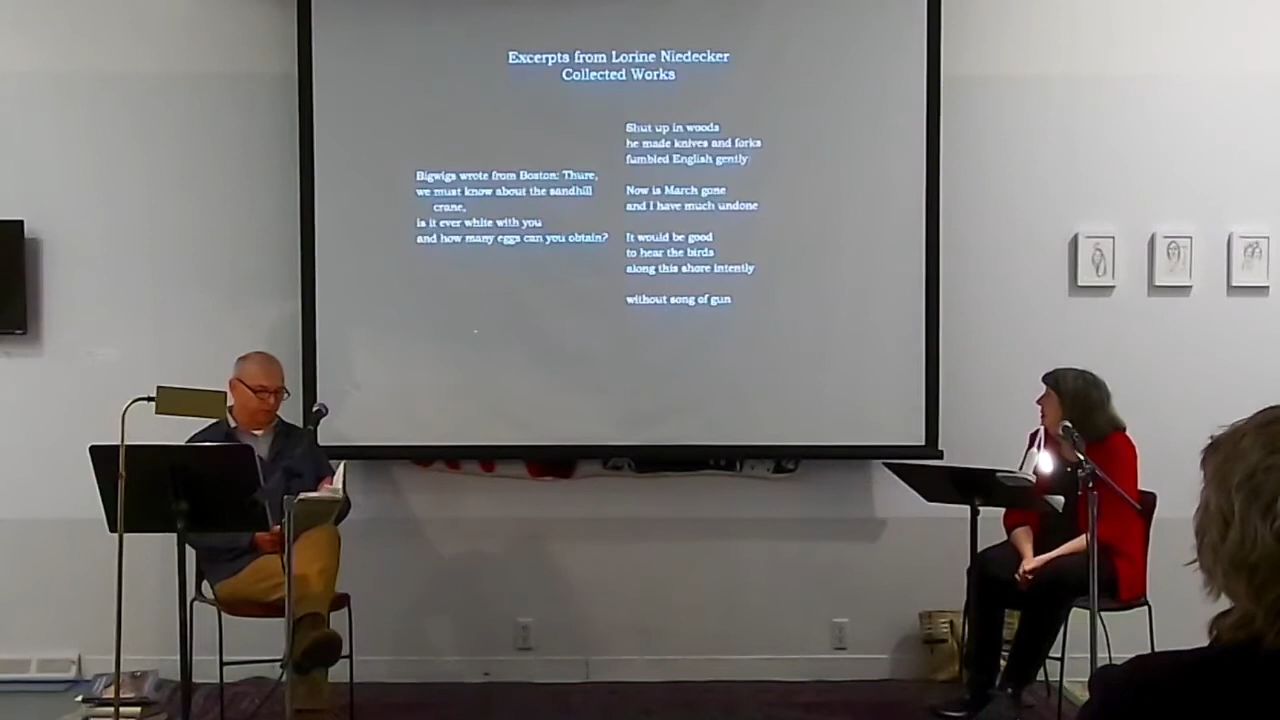 Excerpts from Lorine Niedecker
Collected Works
Bigwigs wrote from Boston: Thure,
we must know about the sandhill
crane,
is it ever white with you
and how many eggs can you obtain?
Shut up in woods
he made knives and forks
fumbled English gently
Now is March gone
and I have much undone
It would be good
to hear the birds
along this shore intently
without song of gun